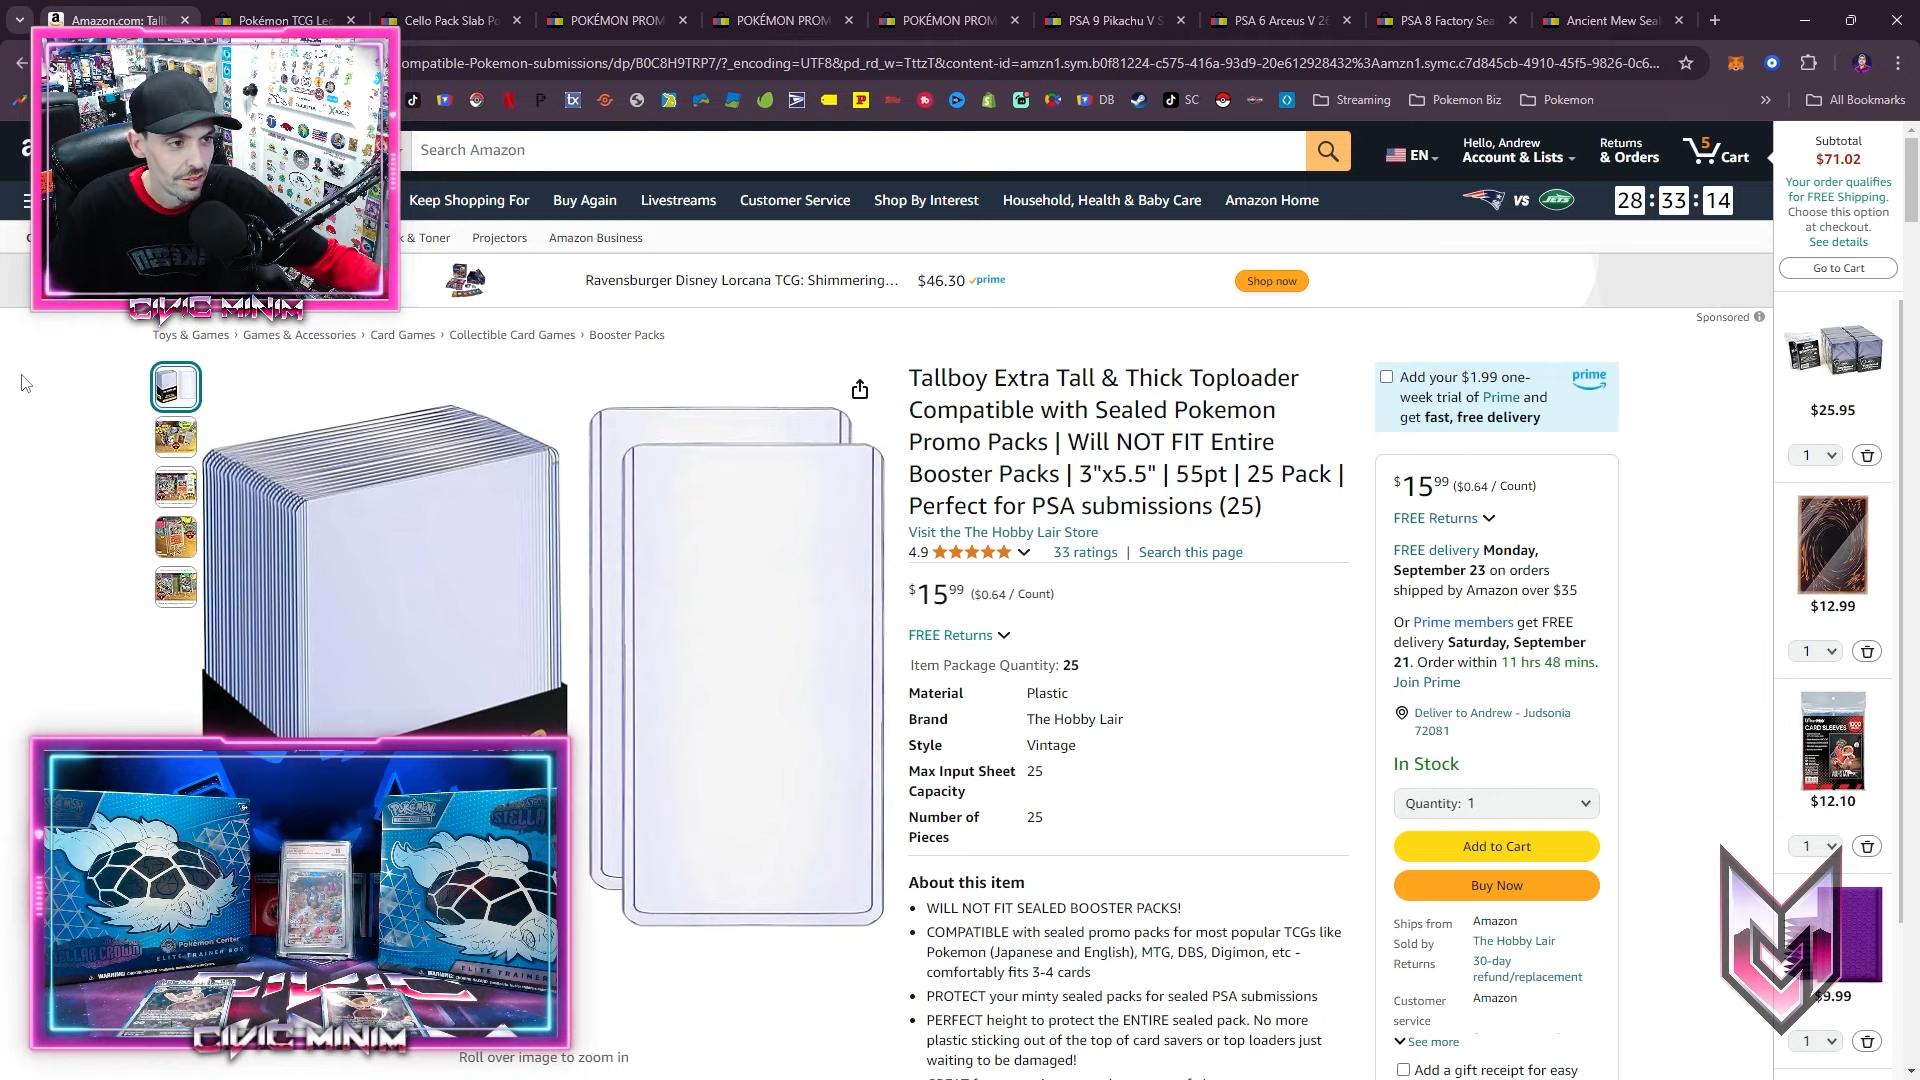 Amazon.com: Tall
Pokémon TCG Leg
Cello Pack Slab Po
POKÉMON PROM
POKÉMON PROM
POKÉMON PROM
PSA 9 Pikachu V S
PSA 6 Arceus V 26
PSA 8 Factory Sea
Ancient Mew Seal
ompatible-Pokemon-submissions/dp/B0C8H9TRP7/?_encoding=UTF8&pd_rd_w=TttzT&content-id=amzn1.sym.b0f81224-c575-416a-93d9-20e612928432%3Aamzn1.symc.c7d845cb-4910-45f5-9826-0c6...
DB
SC
Streaming
Pokemon Biz
Pokemon
All Bookmarks
Search Amazon
EN
Hello, Andrew
Account & Lists
Returns
& Orders
5
Cart
Keep Shopping For
Buy Again
Livestreams
Customer Service
Shop By Interest
Household, Health & Baby Care
Amazon Home
VS
JETS
28:33:14
k & Toner
Projectors
Amazon Business
Ravensburger Disney Lorcana TCG: Shimmering...
$46.30
prime
Shop now
Sponsored
CIVIC MINIM
Toys & Games › Games & Accessories › Card Games › Collectible Card Games › Booster Packs
Tallboy Extra Tall & Thick Toploader
Compatible with Sealed Pokemon
Promo Packs | Will NOT FIT Entire
Booster Packs | 3"x5.5" | 55pt | 25 Pack |
Perfect for PSA submissions (25)
Visit the The Hobby Lair Store
4.9
33 ratings | Search this page
$15.99 ($0.64 / Count)
FREE Returns
Item Package Quantity: 25
Material Plastic
Brand The Hobby Lair
Style Vintage
Max Input Sheet 25
Capacity
Number of 25
Pieces
About this item
• WILL NOT FIT SEALED BOOSTER PACKS!
• COMPATIBLE with sealed promo packs for most popular TCGs like
Pokemon (Japanese and English), MTG, DBS, Digimon, etc -
comfortably fits 3-4 cards
• PROTECT your minty sealed packs for sealed PSA submissions
• PERFECT height to protect the ENTIRE sealed pack. No more
plastic sticking out of the top of card savers or top loaders just
waiting to be damaged!
Add your $1.99 one-
week trial of Prime and
get fast, free delivery
prime
$15.99 ($0.64 / Count)
FREE Returns
FREE delivery Monday,
September 23 on orders
shipped by Amazon over $35
Or Prime members get FREE
delivery Saturday, September
21. Order within 11 hrs 48 mins.
Join Prime
Deliver to Andrew - Judsonia
72081
In Stock
Quantity: 1
Add to Cart
Buy Now
Ships from Amazon
Sold by The Hobby Lair
Returns 30-day
refund/replacement
Customer Amazon
service
See more
Add a gift receipt for easy
Subtotal
$71.02
Your order qualifies
for FREE Shipping.
Choose this option
at checkout.
See details
Go to Cart
$25.95
1
$12.99
1
CARD SLEEVES
$12.10
1
$9.99
1
POKÉMON
STELLAR CROWN
Pokémon Center
ELITE TRAINER BOX
POKÉMON
STELLA
ELITE TRAINER
CIVIC
CIVIC MINIM
Roll over image to zoom in